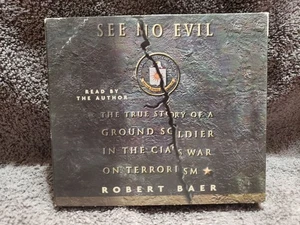 SEE NO EVIL
READ BY
THE AUTHOR
THE TRUE STORY OF A
GROUND SOLDIER
IN THE CIA'S WAR
ON TERRORISM
ROBERT BAER